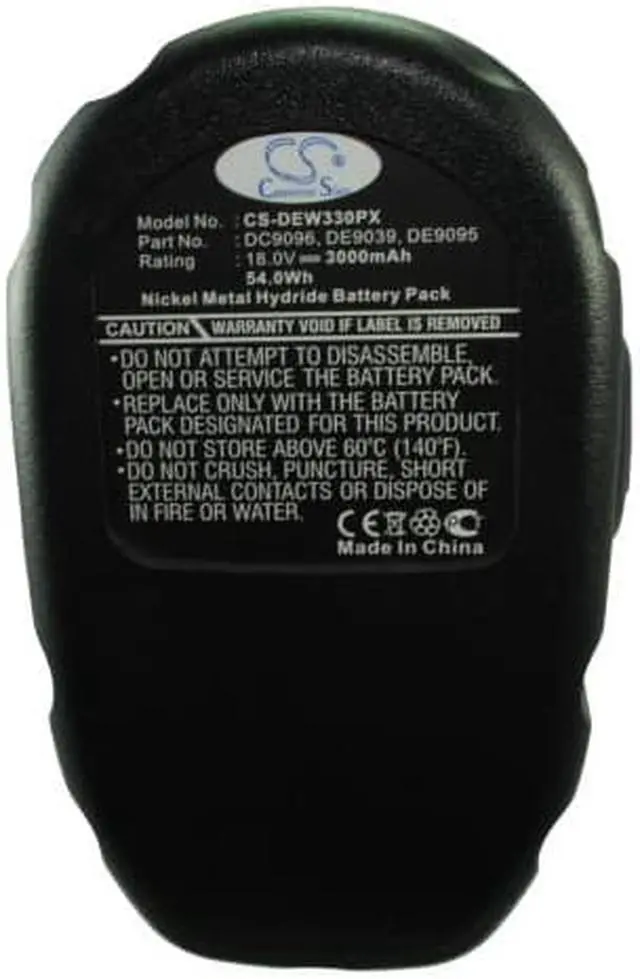 CS
Cameron Sino
Model No. : CS-DEW330PX
Part No. : DC9096, DE9039, DE9095
Rating : 18.0V⎓3000mAh
54.0Wh
Nickel Metal Hydride Battery Pack
CAUTION WARRANTY VOID IF LABEL IS REMOVED
•DO NOT ATTEMPT TO DISASSEMBLE,
OPEN OR SERVICE THE BATTERY PACK.
•REPLACE ONLY WITH THE BATTERY
PACK DESIGNATED FOR THIS PRODUCT.
•DO NOT STORE ABOVE 60°C (140°F).
•DO NOT CRUSH, PUNCTURE, SHORT
EXTERNAL CONTACTS OR DISPOSE OF
IN FIRE OR WATER.
CE
Made In China